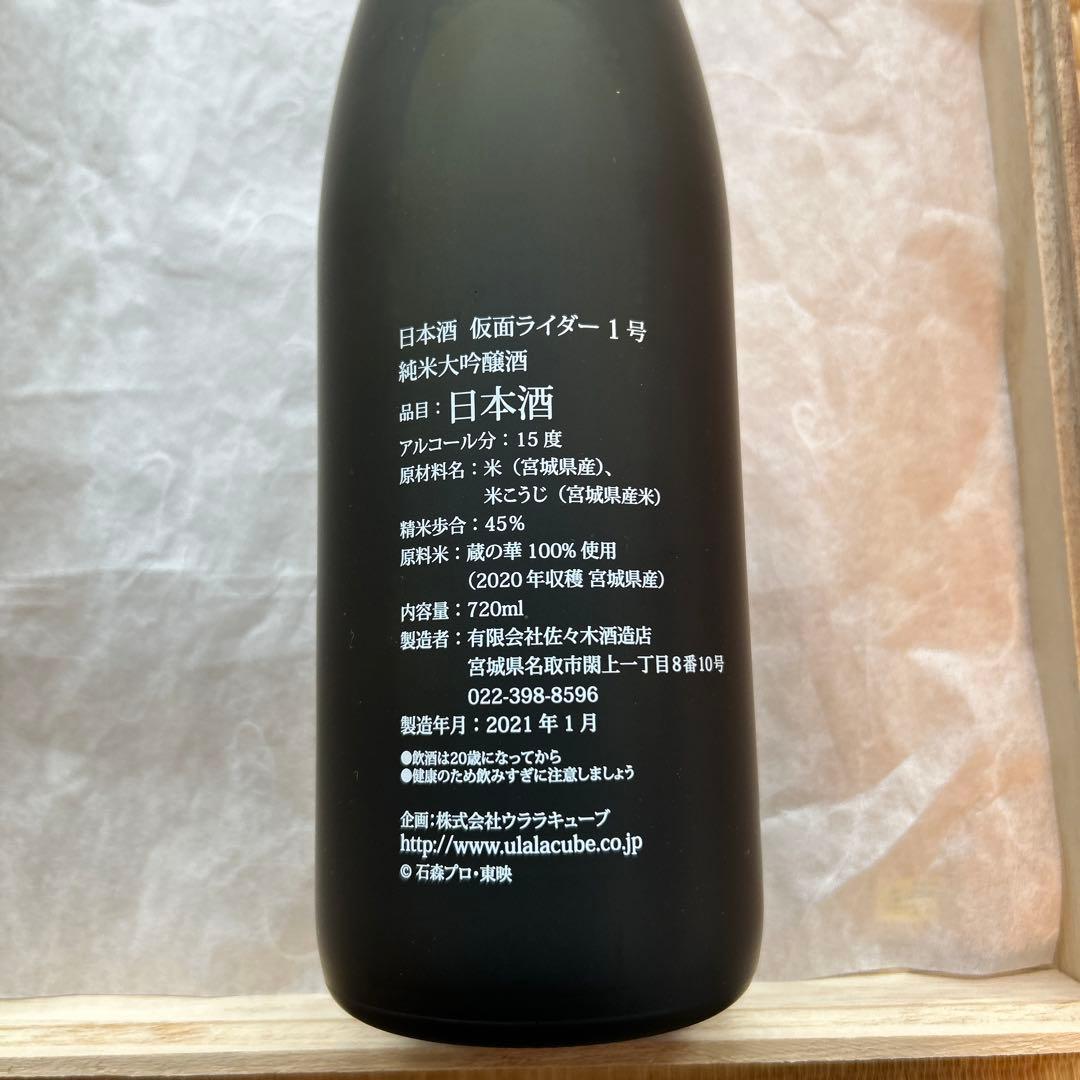 日本酒 仮面ライダー 1 号
純米大吟醸酒
品目：日本酒
アルコール分：15 度
原材料名：米（宮城県産）、
米こうじ（宮城県産米）
精米歩合：45%
原料米：蔵の華 100% 使用
（2020 年収穫 宮城県産）
内容量：720ml
製造者：有限会社佐々木酒造店
宮城県名取市閖上一丁目8番10号
022-398-8596
製造年月：2021 年 1 月
●飲酒は20歳になってから
●健康のため飲みすぎに注意しましょう
企画：株式会社ウララキューブ
http://www.ulalacube.co.jp
© 石森プロ・東映